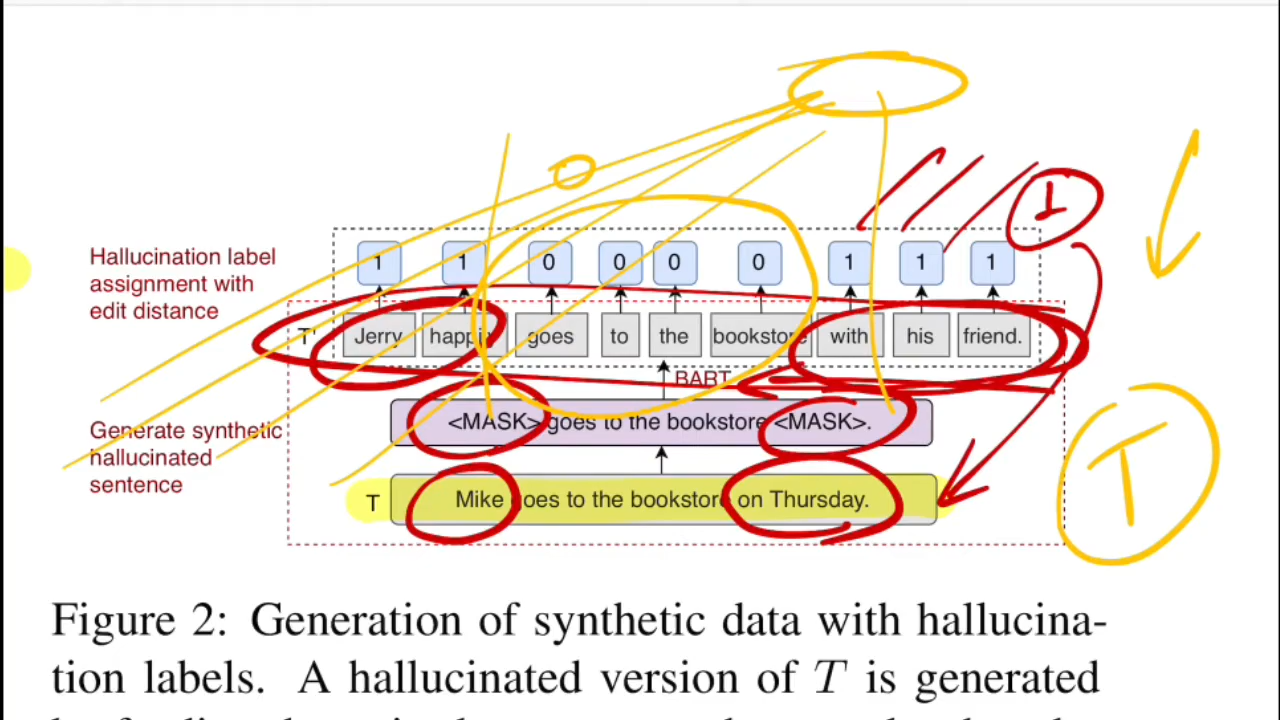 1 1 0 0 0 0 1 1 1
Hallucination label
assignment with
edit distance
T' Jerry happily goes to the bookstore with his friend.
BART
<MASK> goes to the bookstore <MASK>.
Generate synthetic
hallucinated
sentence
T Mike goes to the bookstore on Thursday.
I
T
Figure 2: Generation of synthetic data with hallucina-
tion labels. A hallucinated version of T is generated